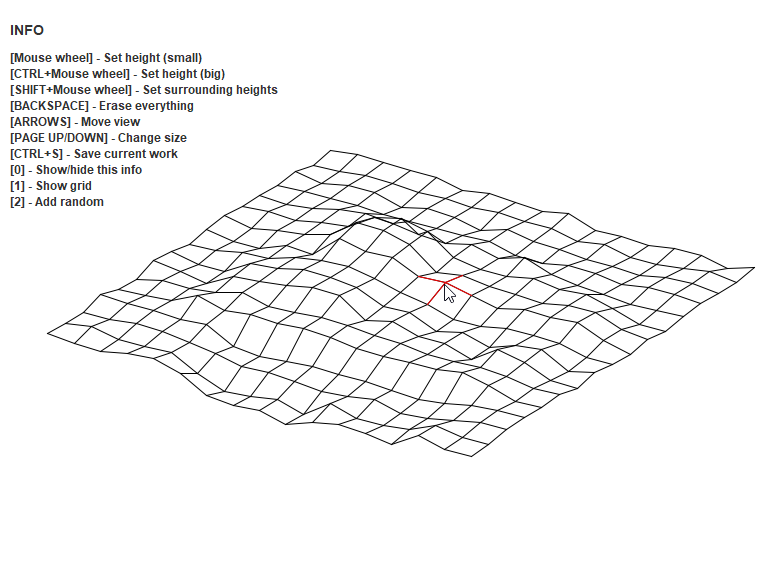 INFO
[Mouse wheel] - Set height (small)
[CTRL+Mouse wheel] - Set height (big)
[SHIFT+Mouse wheel] - Set surrounding heights
[BACKSPACE] - Erase everything
[ARROWS] - Move view
[PAGE UP/DOWN] - Change size
[CTRL+S] - Save current work
[0] - Show/hide this info
[1] - Show grid
[2] - Add random